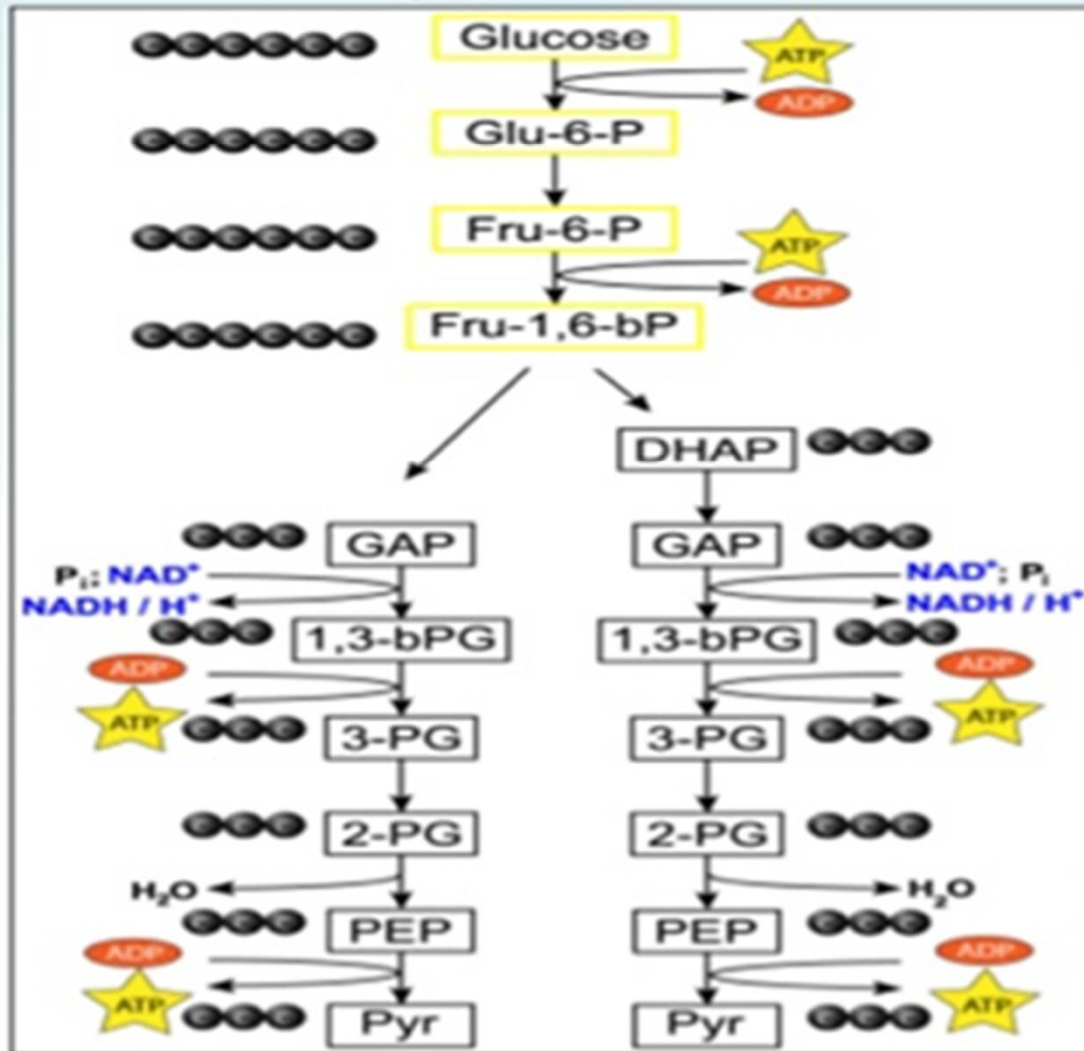 Glucose
ATP
ADP
Glu-6-P
Fru-6-P
ATP
ADP
Fru-1,6-bP
DHAP
GAP
GAP
Pi; NAD+
NAD+; Pi
NADH / H+
NADH / H+
1,3-bPG
1,3-bPG
ADP
ADP
ATP
ATP
3-PG
3-PG
2-PG
2-PG
H2O
H2O
PEP
PEP
ADP
ADP
ATP
ATP
Pyr
Pyr